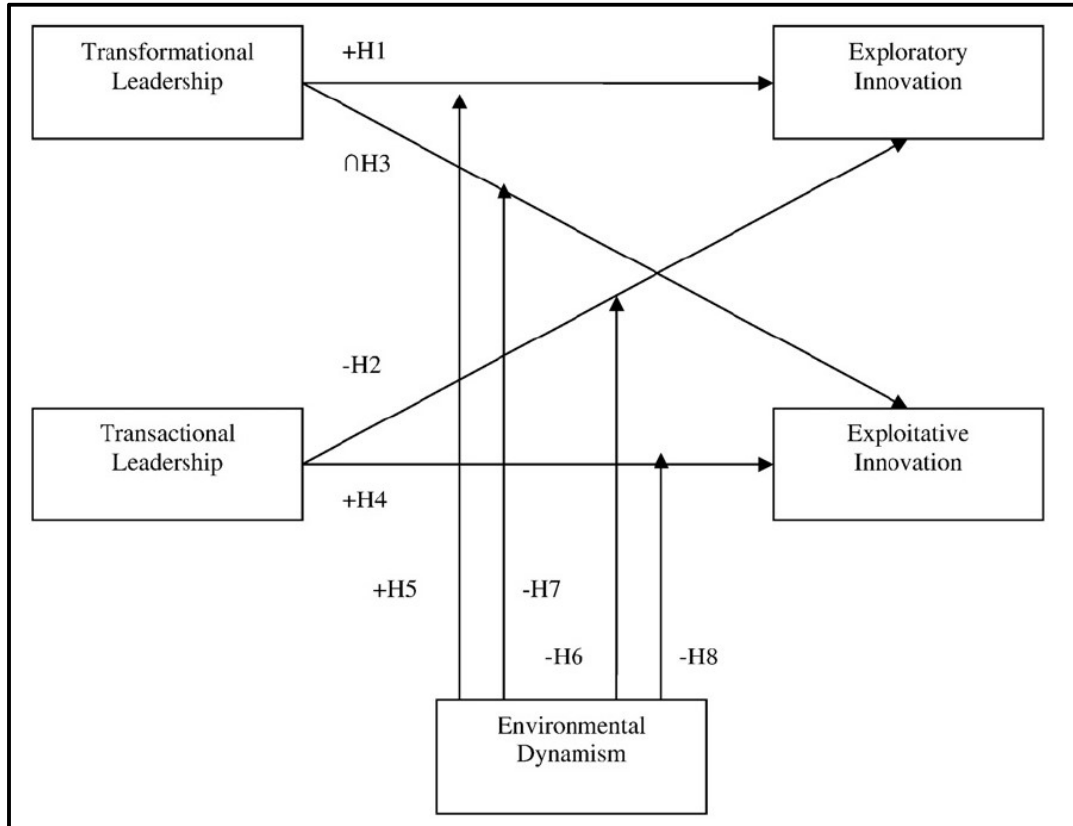 Transformational
Leadership
+H1
Exploratory
Innovation
∩H3
-H2
Transactional
Leadership
+H4
Exploitative
Innovation
+H5
-H7
-H6
-H8
Environmental
Dynamism